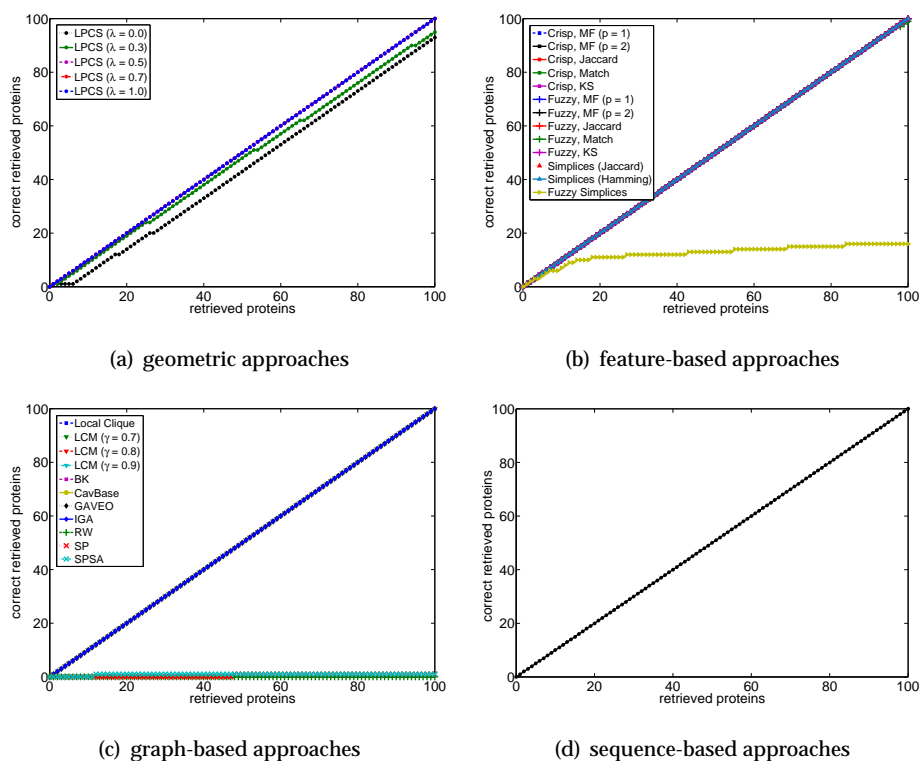 100
80
60
40
20
0
correct retrieved proteins
LPCS (λ = 0.0)
LPCS (λ = 0.3)
LPCS (λ = 0.5)
LPCS (λ = 0.7)
LPCS (λ = 1.0)
0 20 40 60 80 100
retrieved proteins
(a) geometric approaches
100
80
60
40
20
0
correct retrieved proteins
Crisp, MF (p = 1)
Crisp, MF (p = 2)
Crisp, Jaccard
Crisp, Match
Crisp, KS
Fuzzy, MF (p = 1)
Fuzzy, MF (p = 2)
Fuzzy, Jaccard
Fuzzy, Match
Fuzzy, KS
Simplices (Jaccard)
Simplices (Hamming)
Fuzzy Simplices
0 20 40 60 80 100
retrieved proteins
(b) feature-based approaches
100
80
60
40
20
0
correct retrieved proteins
Local Clique
LCM (γ = 0.7)
LCM (γ = 0.8)
LCM (γ = 0.9)
BK
CavBase
GAVEO
IGA
RW
SP
SPSA
0 20 40 60 80 100
retrieved proteins
(c) graph-based approaches
100
80
60
40
20
0
correct retrieved proteins
0 20 40 60 80 100
retrieved proteins
(d) sequence-based approaches